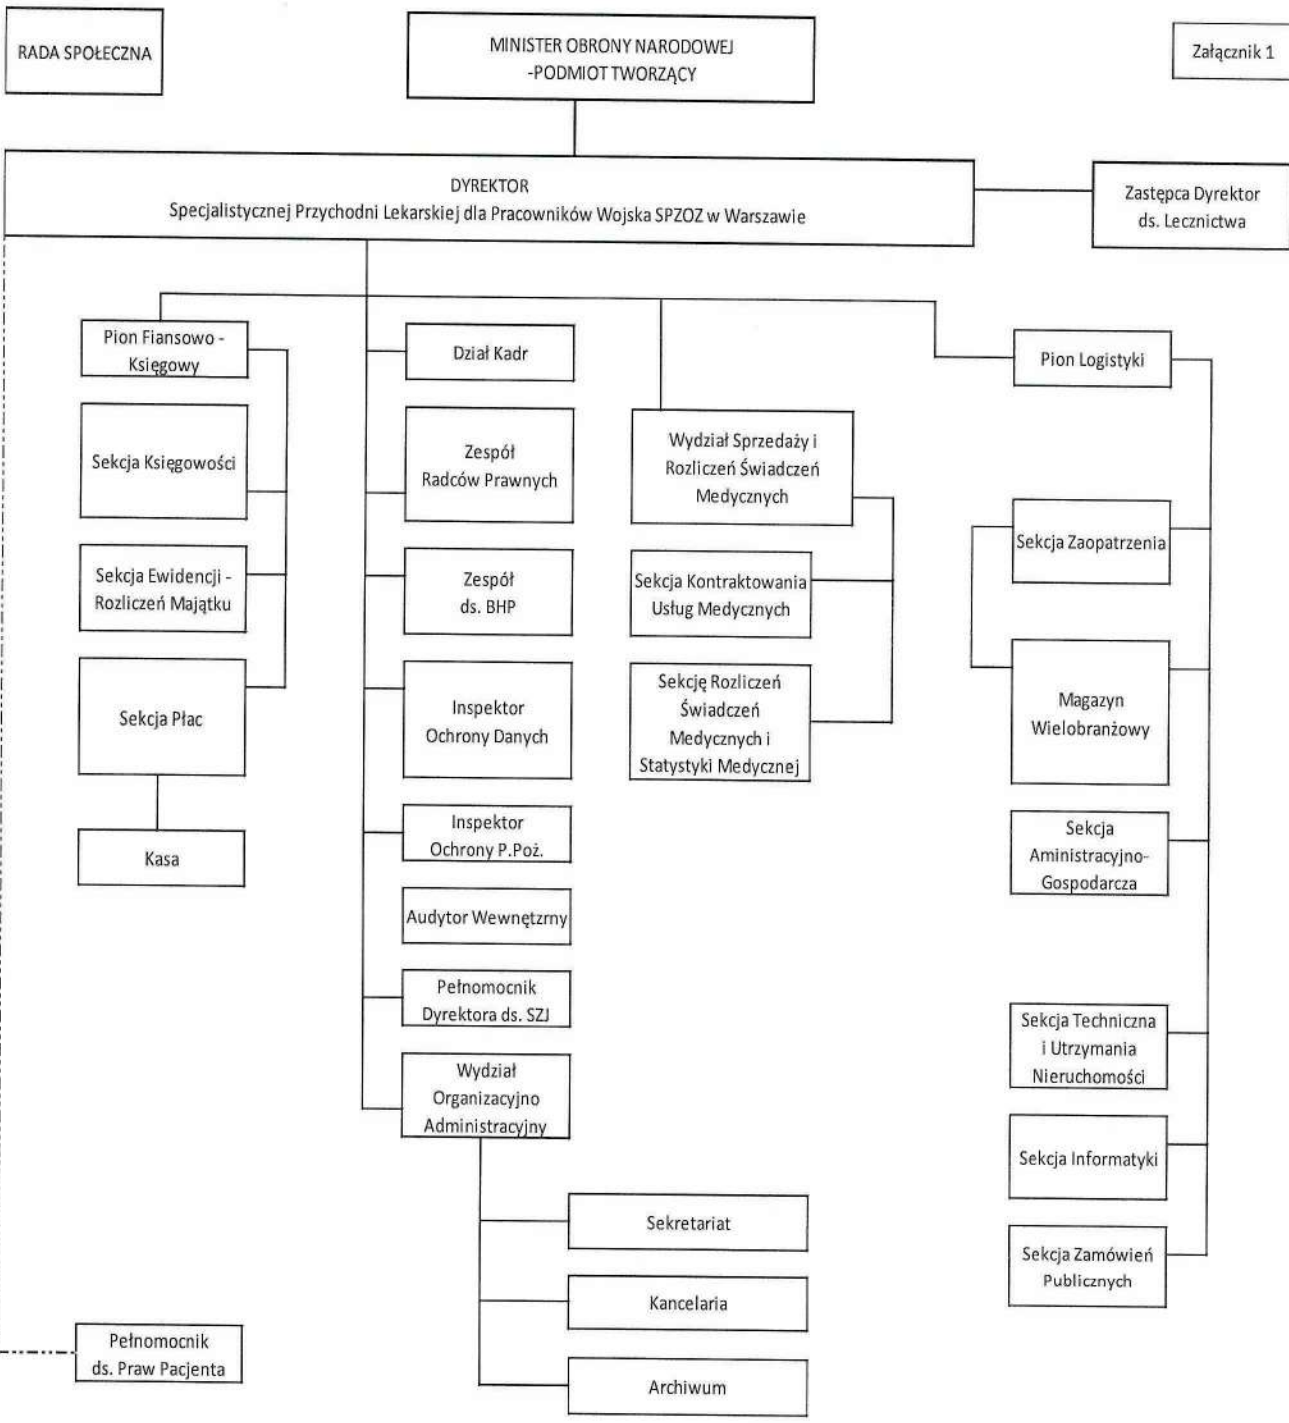 RADA SPOŁECZNA
MINISTER OBRONY NARODOWEJ
-PODMIOT TWORZĄCY
Załącznik 1
DYREKTOR
Specjalistycznej Przychodni Lekarskiej dla Pracowników Wojska SPZOZ w Warszawie
Zastępca Dyrektor
ds. Lecznictwa
Pion Fiansowo -
Księgowy
Sekcja Księgowości
Sekcja Ewidencji -
Rozliczeń Majątku
Sekcja Płac
Kasa
Dział Kadr
Zespół
Radców Prawnych
Zespół
ds. BHP
Inspektor
Ochrony Danych
Inspektor
Ochrony P.Poż.
Audytor Wewnętzrny
Pełnomocnik
Dyrektora ds. SZJ
Wydział
Organizacyjno
Administracyjny
Sekretariat
Kancelaria
Archiwum
Wydział Sprzedaży i
Rozliczeń Świadczeń
Medycznych
Sekcja Kontraktowania
Usług Medycznych
Sekcję Rozliczeń
Świadczeń
Medycznych i
Statystyki Medycznej
Pion Logistyki
Sekcja Zaopatrzenia
Magazyn
Wielobranżowy
Sekcja
Aministracyjno-
Gospodarcza
Sekcja Techniczna
i Utrzymania
Nieruchomości
Sekcja Informatyki
Sekcja Zamówień
Publicznych
Pełnomocnik
ds. Praw Pacjenta